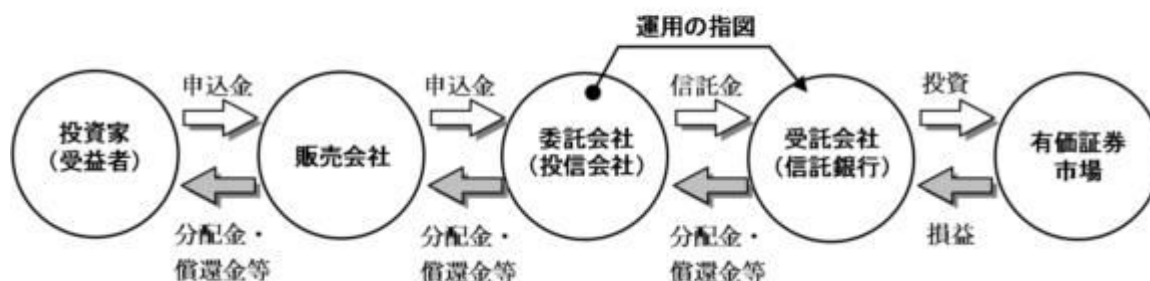 運用の指図
申込金
申込金
信託金
投資
投資家
(受益者)
販売会社
委託会社
(投信会社)
受託会社
(信託銀行)
有価証券
市場
分配金・
償還金等
分配金・
償還金等
分配金・
償還金等
損益